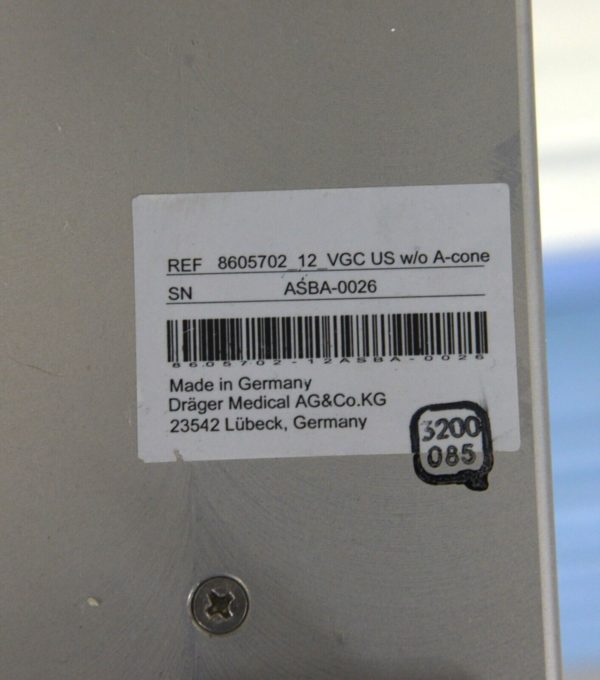 REF 8605702_12_VGC US w/o A-cone
SN ASBA-0026
8605702-12ASBA-0026
Made in Germany
Dräger Medical AG&Co.KG
23542 Lübeck, Germany
3200
085